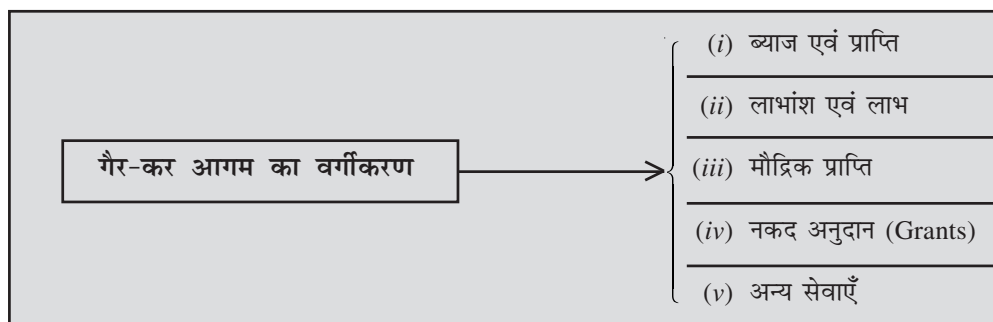 गैर-कर आगम का वर्गीकरण
(i) ब्याज एवं प्राप्ति
(ii) लाभांश एवं लाभ
(iii) मौद्रिक प्राप्ति
(iv) नकद अनुदान (Grants)
(v) अन्य सेवाएँ